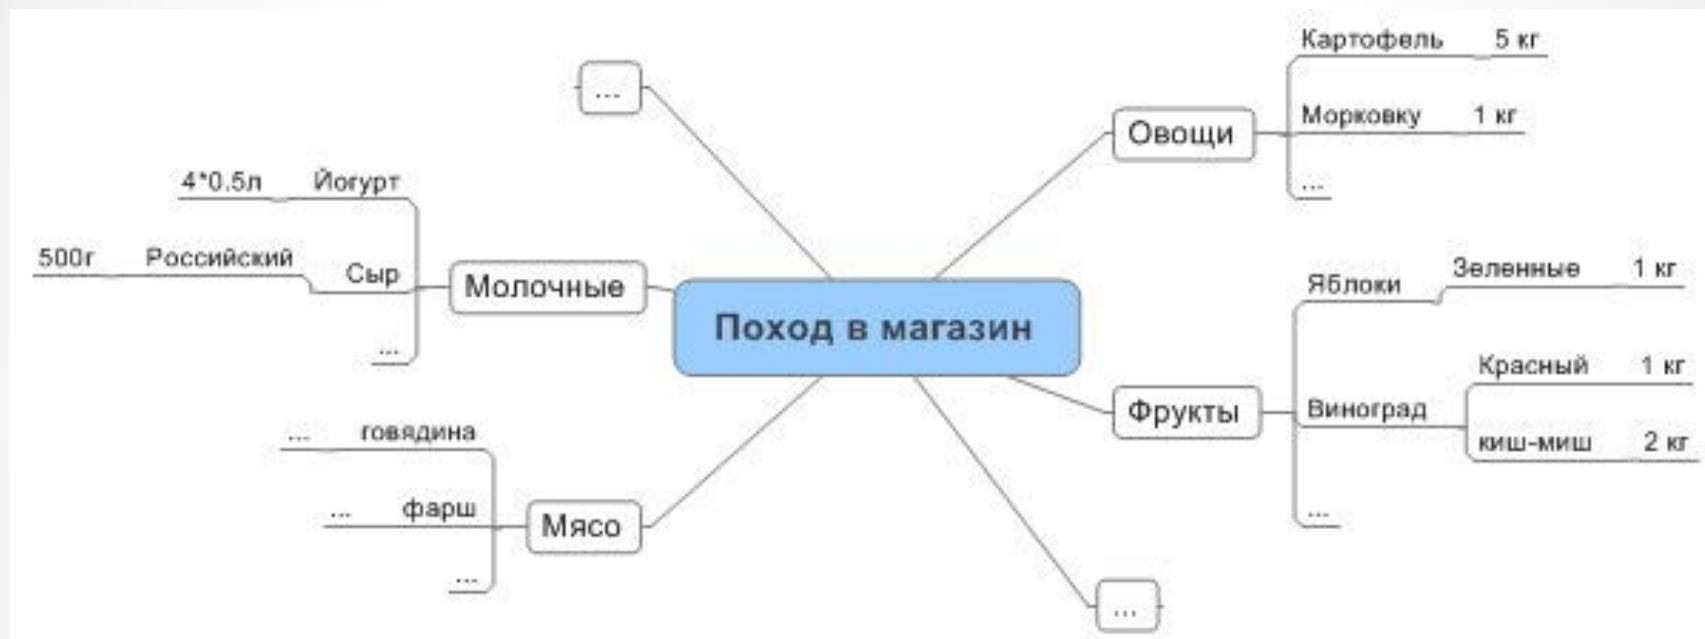 ...
Картофель 5 кг
Морковку 1 кг
...
Овощи
4*0.5л Йогурт
500г Российский Сыр
...
Молочные
Поход в магазин
Яблоки Зеленные 1 кг
Виноград
Красный 1 кг
киш-миш 2 кг
...
Фрукты
... говядина
... фарш
...
Мясо
...